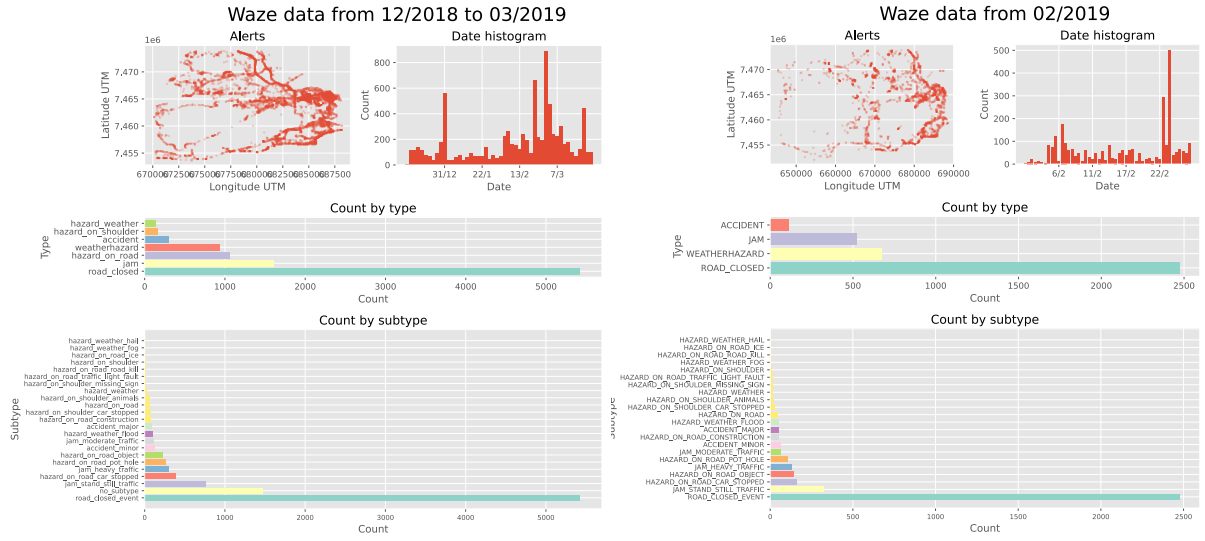 Waze data from 12/2018 to 03/2019
Alerts
Date histogram
1e6
7,470
7,465
7,460
7,455
Latitude UTM
670000 672500 675000 677500 680000 682500 685000 687500
Longitude UTM
800
600
400
200
0
Count
31/12 22/1 13/2 7/3
Date
Count by type
hazard_weather
hazard_on_shoulder
accident
weatherhazard
hazard_on_road
jam
road_closed
Type
0 1000 2000 3000 4000 5000
Count
Count by subtype
hazard_weather_hail
hazard_weather_fog
hazard_on_road_ice
hazard_on_shoulder
hazard_on_road_road_kill
hazard_on_road_traffic_light_fault
hazard_on_shoulder_missing_sign
hazard_weather
hazard_on_shoulder_animals
hazard_on_road
hazard_on_shoulder_car_stopped
hazard_on_road_construction
accident_major
hazard_weather_flood
jam_moderate_traffic
accident_minor
hazard_on_road_object
hazard_on_road_pot_hole
jam_heavy_traffic
hazard_on_road_car_stopped
jam_stand_still_traffic
no_subtype
road_closed_event
Subtype
0 1000 2000 3000 4000 5000
Count
Waze data from 02/2019
Alerts
Date histogram
1e6
7,470
7,465
7,460
7,455
Latitude UTM
650000 660000 670000 680000 690000
Longitude UTM
500
400
300
200
100
0
Count
6/2 11/2 17/2 22/2
Date
Count by type
ACCIDENT
JAM
WEATHERHAZARD
ROAD_CLOSED
Type
0 500 1000 1500 2000 2500
Count
Count by subtype
HAZARD_WEATHER_HAIL
HAZARD_ON_ROAD_ICE
HAZARD_ON_ROAD_ROAD_KILL
HAZARD_WEATHER_FOG
HAZARD_ON_SHOULDER
HAZARD_ON_ROAD_TRAFFIC_LIGHT_FAULT
HAZARD_ON_SHOULDER_MISSING_SIGN
HAZARD_WEATHER
HAZARD_ON_SHOULDER_ANIMALS
HAZARD_ON_SHOULDER_CAR_STOPPED
HAZARD_ON_ROAD
HAZARD_WEATHER_FLOOD
ACCIDENT_MAJOR
HAZARD_ON_ROAD_CONSTRUCTION
ACCIDENT_MINOR
JAM_MODERATE_TRAFFIC
HAZARD_ON_ROAD_POT_HOLE
JAM_HEAVY_TRAFFIC
HAZARD_ON_ROAD_OBJECT
HAZARD_ON_ROAD_CAR_STOPPED
JAM_STAND_STILL_TRAFFIC
ROAD_CLOSED_EVENT
Subtype
0 500 1000 1500 2000 2500
Count